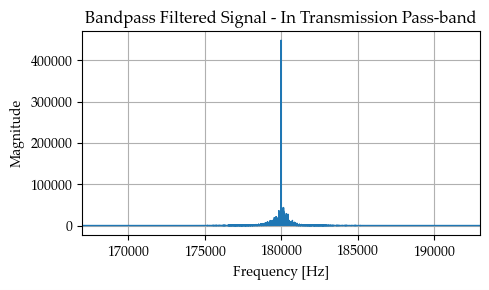 Bandpass Filtered Signal - In Transmission Pass-band
400000
300000
200000
100000
0
Magnitude
170000 175000 180000 185000 190000
Frequency [Hz]